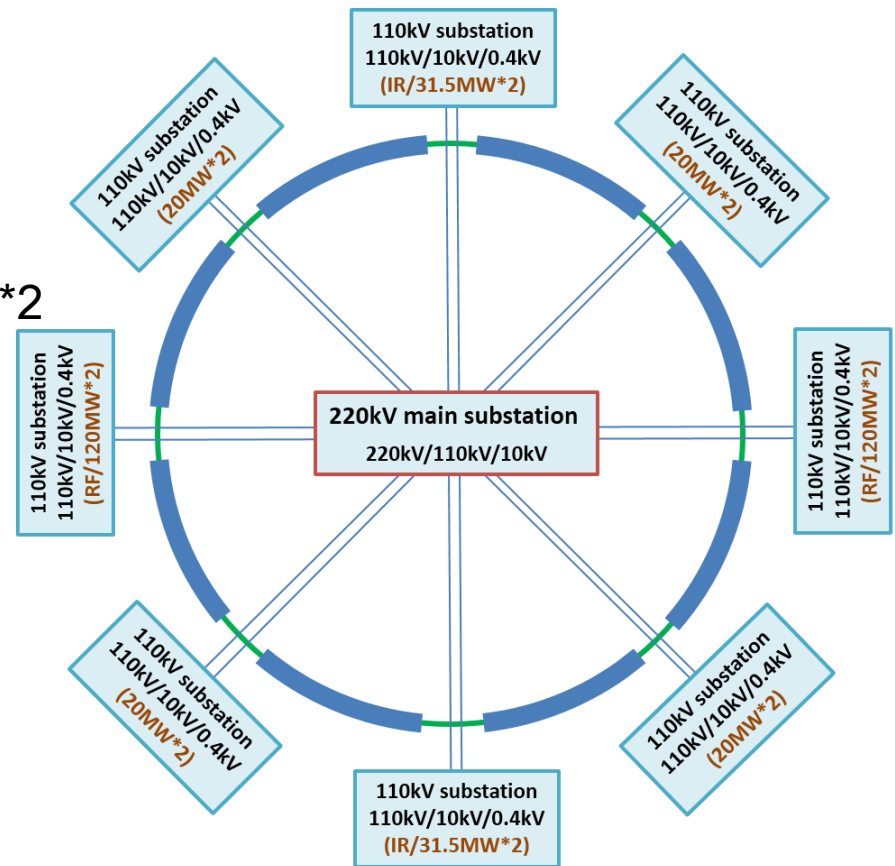 110kV substation
110kV/10kV/0.4kV
(IR/31.5MW*2)
110kV substation
110kV/10kV/0.4kV
(20MW*2)
110kV substation
110kV/10kV/0.4kV
(20MW*2)
*2
110kV substation
110kV/10kV/0.4kV
(RF/120MW*2)
220kV main substation
220kV/110kV/10kV
110kV substation
110kV/10kV/0.4kV
(RF/120MW*2)
110kV substation
110kV/10kV/0.4kV
(20MW*2)
110kV substation
110kV/10kV/0.4kV
(20MW*2)
110kV substation
110kV/10kV/0.4kV
(IR/31.5MW*2)